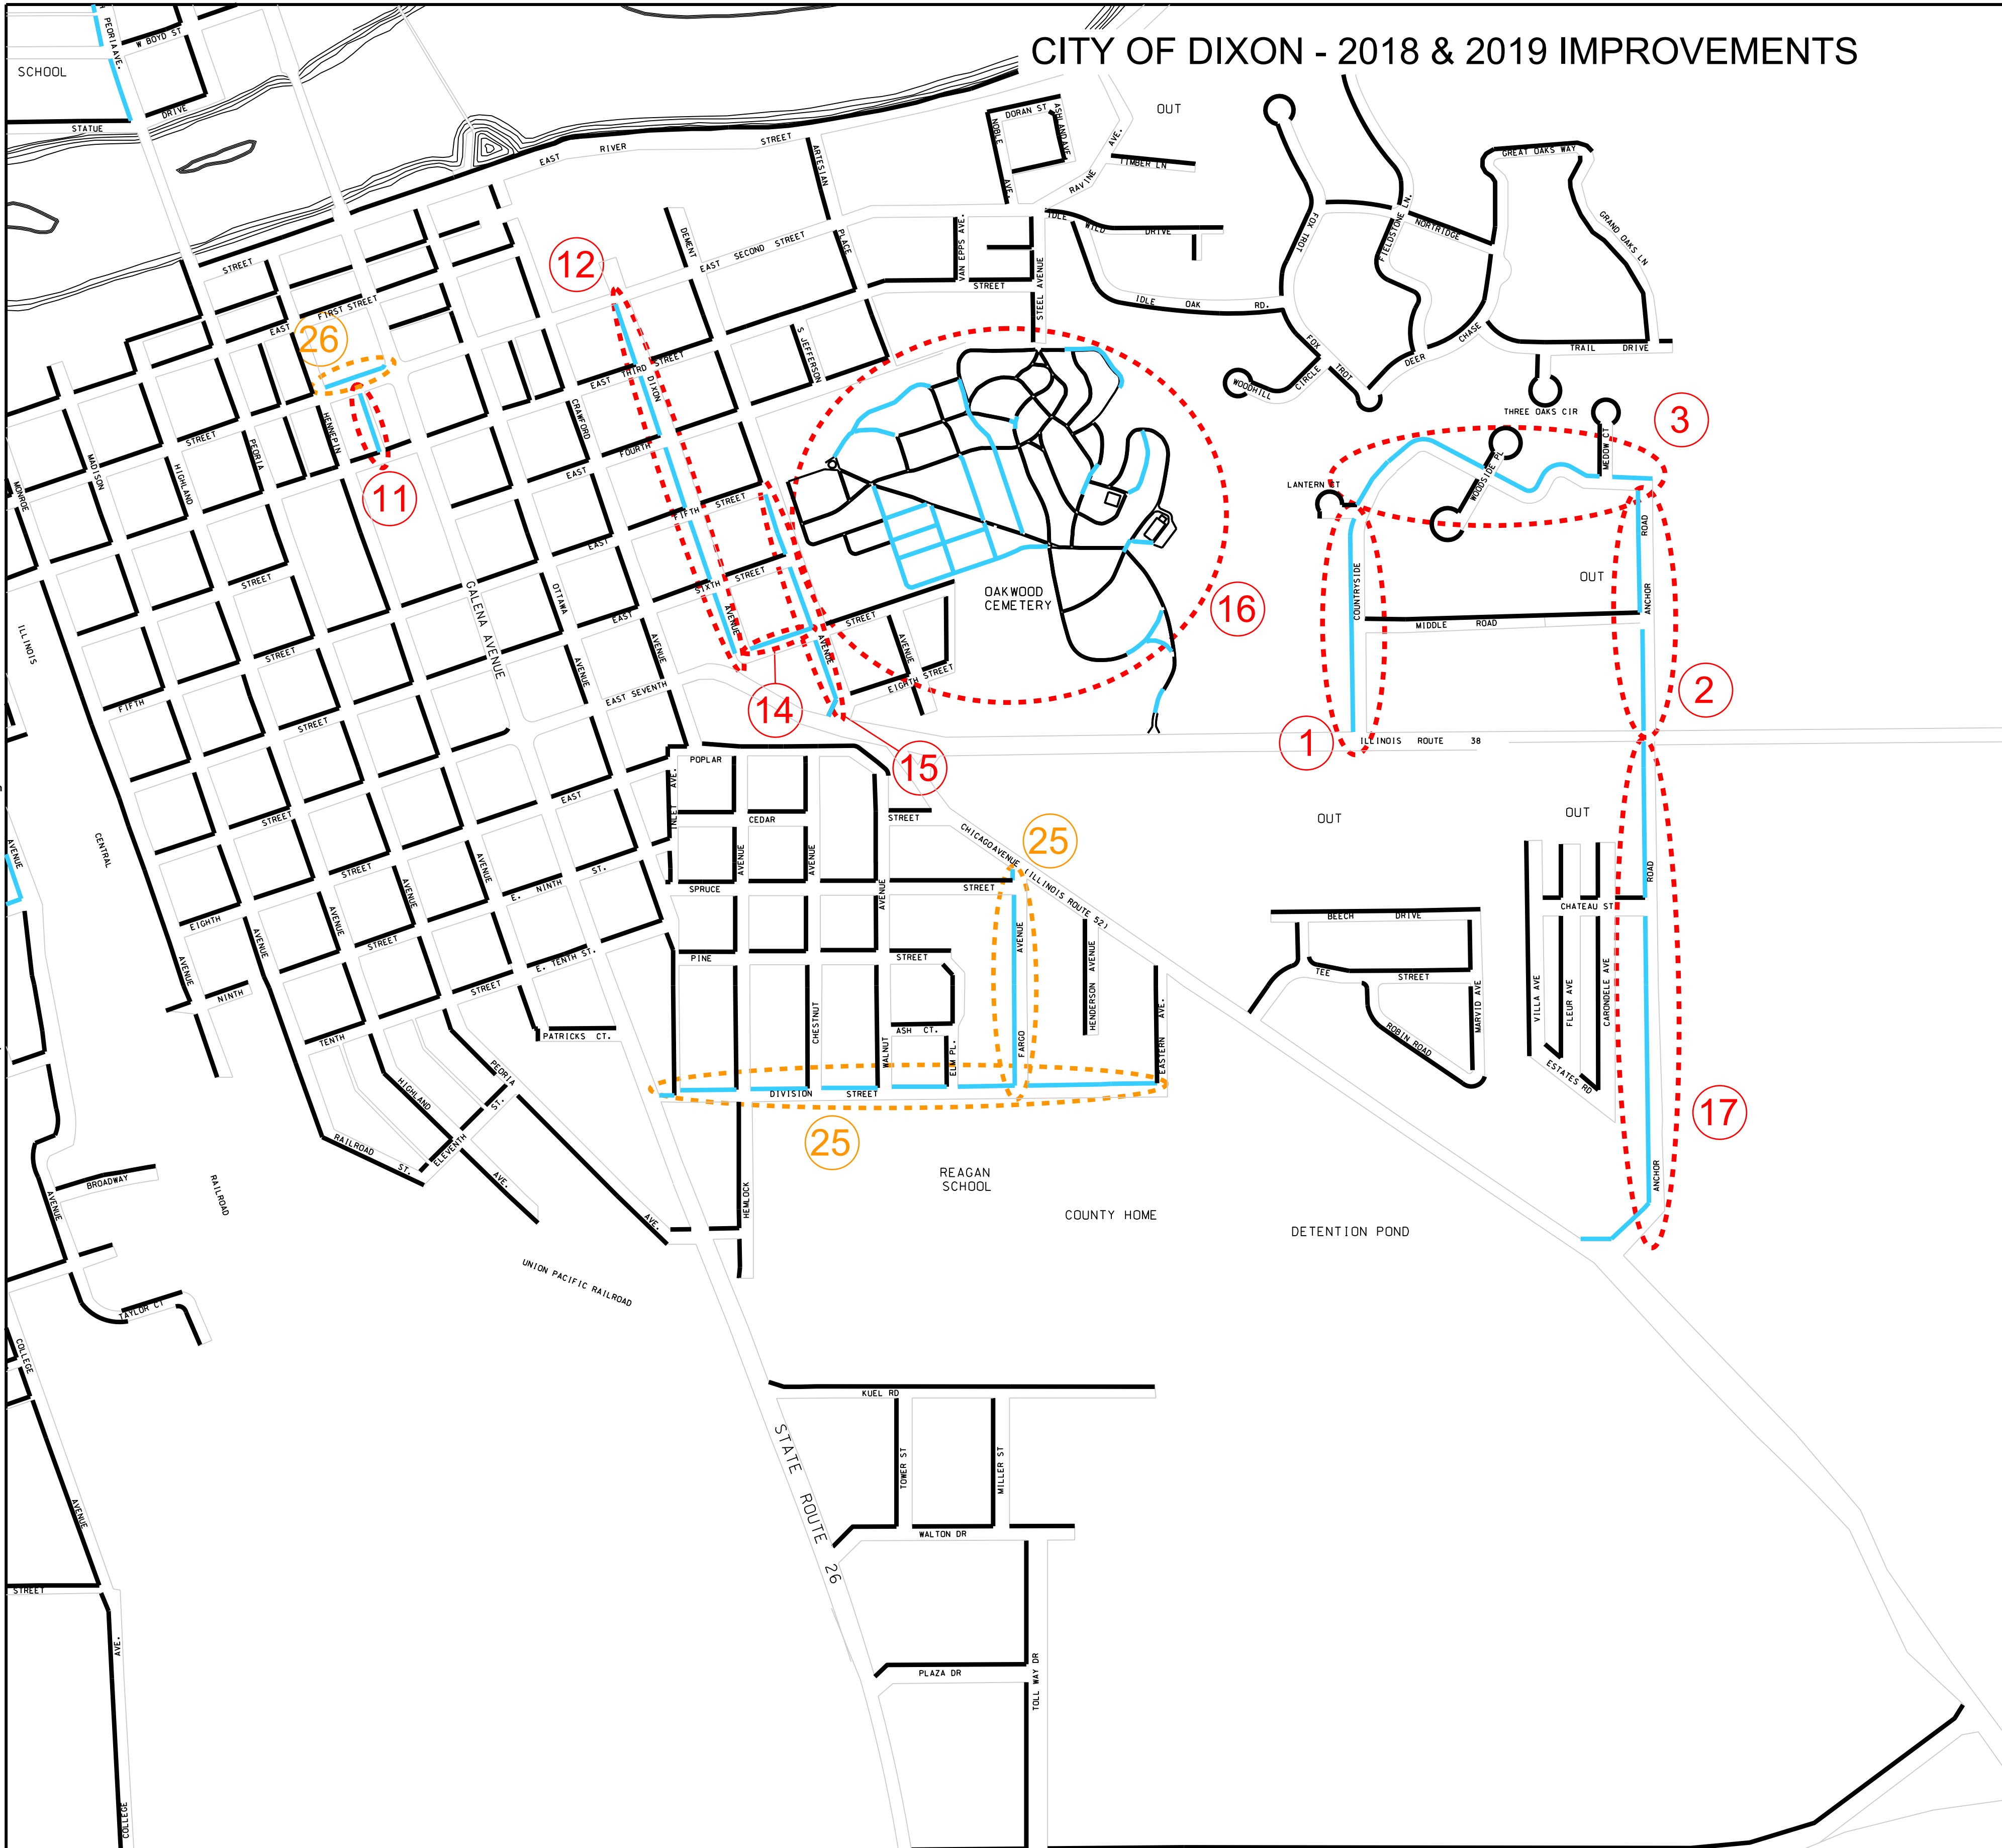 CITY OF DIXON - 2018 & 2019 IMPROVEMENTS
PEORIA AVE.
W BOYD ST
SCHOOL
DRIVE
STATUE
OUT
DORAN ST
ASHLAND AVE
NOBLE
AVE.
RAVINE
AVE.
TIMBER LN
GREAT OAKS WAY
GRAND OAKS LN
EAST
RIVER
STREET
ARTESIAN
PLACE
DEMENT
EAST SECOND STREET
VAN EPPS AVE.
STREET
STEEL AVENUE
IDLE
WILD
DRIVE
IDLE OAK RD.
FOX TROT
FIELDSTONE LN.
NORTRIDGE
STREET
EAST
FIRST STREET
12
26
S JEFFERSON
EAST THIRD STREET
DIXON
FOX
TROT
WOODHILL
CIRCLE
DEER
CHASE
TRAIL DRIVE
THREE OAKS CIR
3
MEDOW CT
WOODSIDE PL
LANTERN ST
HENNEPIN
PEORIA
STREET
HIGHLAND
MADISON
MONROE
11
CRAWFORD
EAST
FOURTH
FIFTH STREET
EAST
SIXTH STREET
AVENUE
STREET
GALENA AVENUE
OTTAWA
EAST
AVENUE
AVENUE
OAKWOOD
CEMETERY
16
STREET
AVENUE
AVENUE
EIGHTH STREET
ROAD
OUT
COUNTRYSIDE
ANCHOR
MIDDLE ROAD
2
1
ILLINOIS ROUTE 38
ILLINOIS
CENTRAL
STREET
FIFTH
STREET
EAST SEVENTH
14
15
POPLAR
INLET AVE.
CEDAR
STREET
CHICAGO AVENUE
(ILLINOIS ROUTE 52)
25
OUT
OUT
EAST
STREET
AVENUE
STREET
AVENUE
AVENUE
E. NINTH ST.
SPRUCE
AVENUE
AVENUE
AVENUE
STREET
AVENUE
ROAD
CHATEAU ST
BEECH DRIVE
EIGHTH
AVENUE
AVENUE
STREET
E. TENTH ST.
PINE
STREET
HENDERSON AVENUE
TEE STREET
MARVID AVE
VILLA AVE
FLEUR AVE
CARONDELE AVE
AVENUE
NINTH
STREET
TENTH
PATRICKS CT.
CHESTNUT
WALNUT
ASH CT.
ELM PL.
FARGO
EASTERN AVE.
ROBIN ROAD
ESTATES RD
DIVISION STREET
25
17
PEORIA
HIGHLAND
ST.
ELEVENTH
RAILROAD
ST.
AVE.
AVE.
HEMLOCK
REAGAN
SCHOOL
COUNTY HOME
DETENTION POND
ANCHOR
BROADWAY
AVENUE
RAILROAD
UNION PACIFIC RAILROAD
TAYLOR CT
COLLEGE
AVENUE
STREET
AVE.
COLLEGE
KUEL RD
TOWER ST
MILLER ST
WALTON DR
STATE ROUTE 26
PLAZA DR
TOLL WAY DR